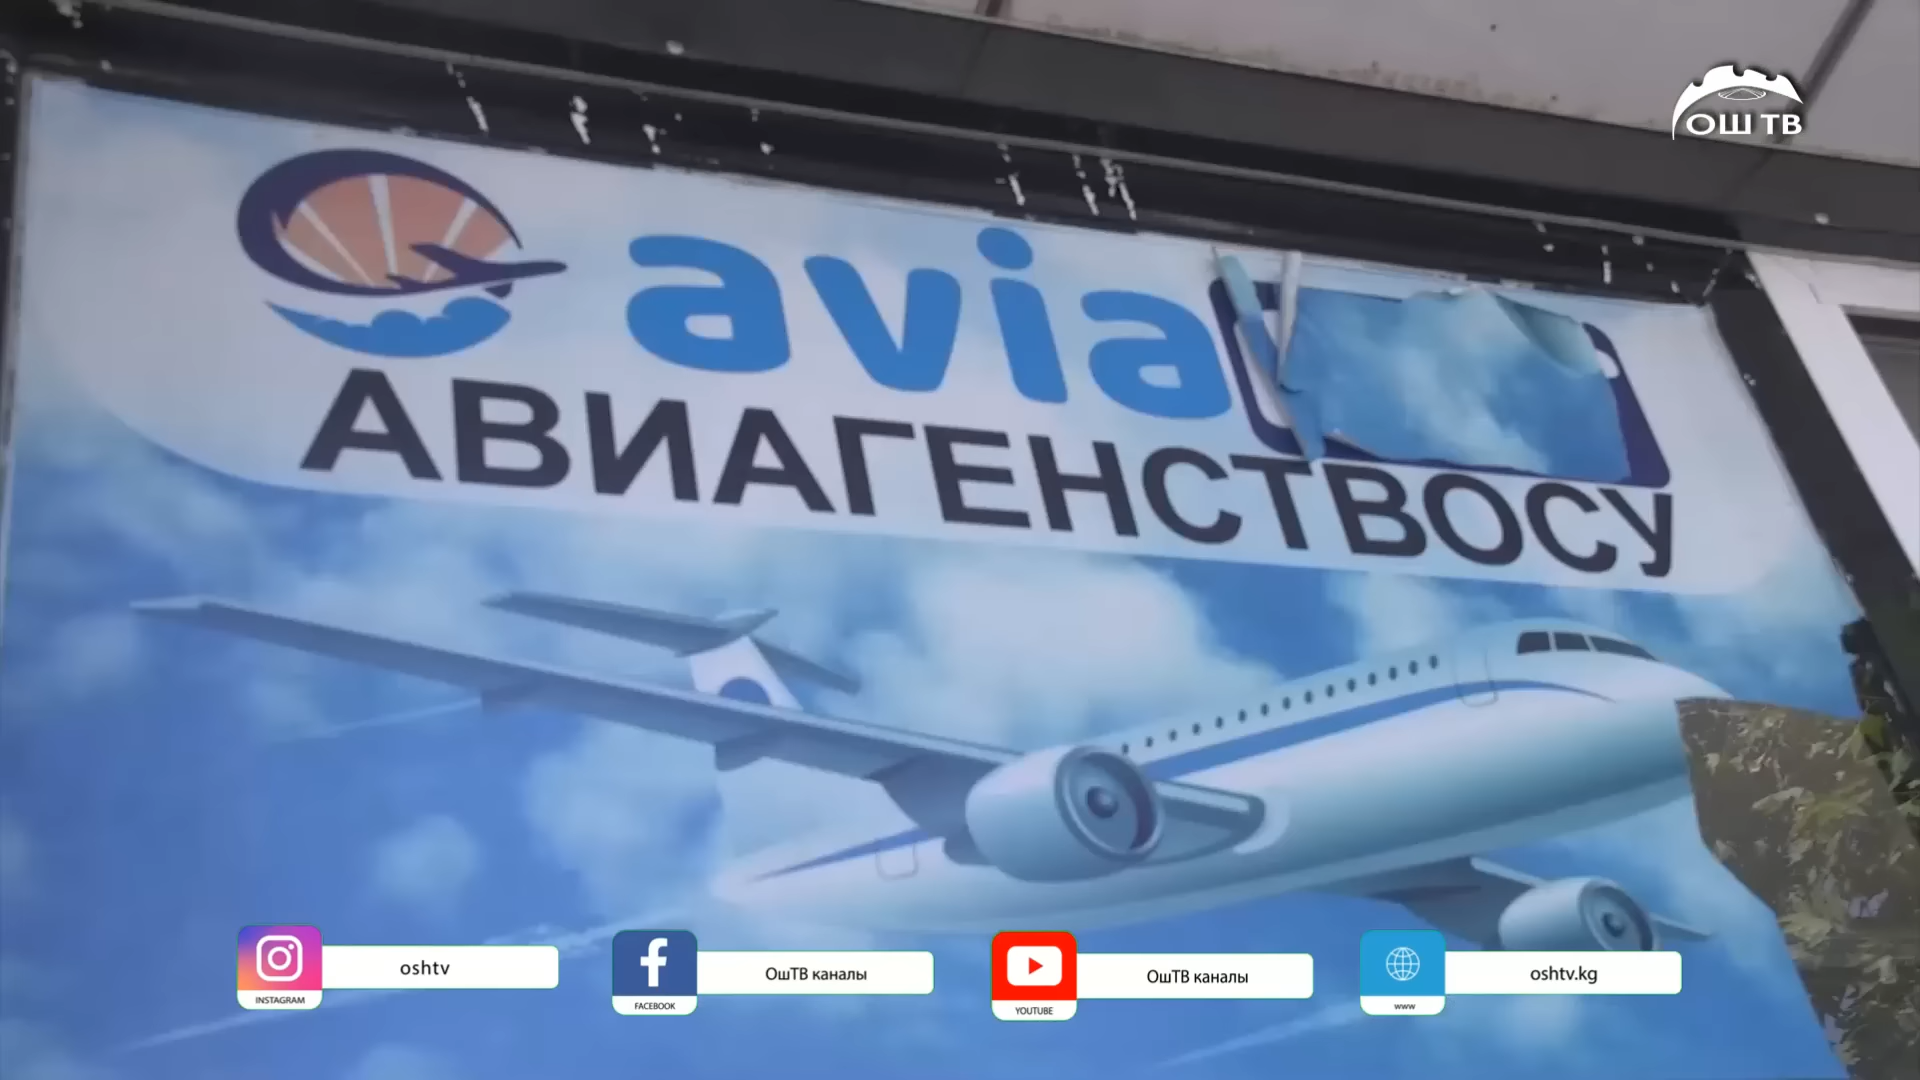 ОШ ТВ
avia
АВИАГЕНСТВОСУ
oshtv
INSTAGRAM
ОшТВ каналы
FACEBOOK
ОшТВ каналы
YOUTUBE
oshtv.kg
www